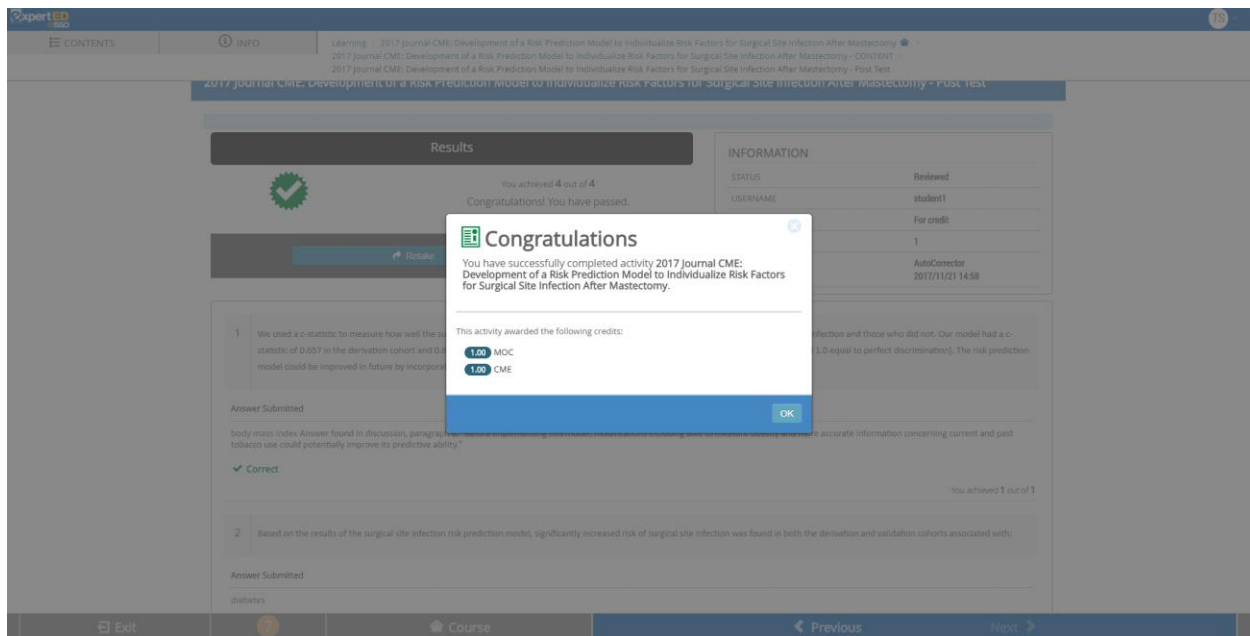 ExpertED
@SSO
TS
CONTENTS
INFO
Learning / 2017 Journal CME: Development of a Risk Prediction Model to Individualize Risk Factors for Surgical Site Infection After Mastectomy
2017 Journal CME: Development of a Risk Prediction Model to Individualize Risk Factors for Surgical Site Infection After Mastectomy - CONTENT
2017 Journal CME: Development of a Risk Prediction Model to Individualize Risk Factors for Surgical Site Infection After Mastectomy - Post Test
2017 Journal CME: Development of a Risk Prediction Model to Individualize Risk Factors for Surgical Site Infection After Mastectomy - Post Test
Results
You achieved 4 out of 4
Congratulations! You have passed.
Retake
INFORMATION
STATUS Reviewed
USERNAME student1
For credit
1
AutoCorrector
2017/11/21 14:58
Congratulations
You have successfully completed activity 2017 Journal CME:
Development of a Risk Prediction Model to Individualize Risk Factors
for Surgical Site Infection After Mastectomy.
This activity awarded the following credits:
1.00 MOC
1.00 CME
OK
1 We used a c-statistic to measure how well the infection and those who did not. Our model had a c-
statistic of 0.657 in the derivation cohort and 1.0 equal to perfect discrimination). The risk prediction
model could be improved in future by
Answer Submitted
body mass index Answer found in discussion, accurate information concerning current and past
tobacco use could potentially improve its predictive ability."
Correct
You achieved 1 out of 1
2 Based on the results of the surgical site infection risk prediction model, significantly increased risk of surgical site infection was found in both the derivation and validation cohorts associated with:
Answer Submitted
diabetes
Exit
7
Course
Previous
Next